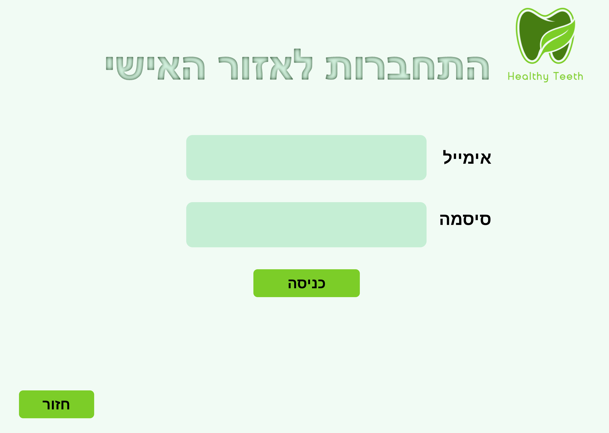 Healthy Teeth
התחברות לאזור האישי
אימייל
סיסמה
כניסה
חזור